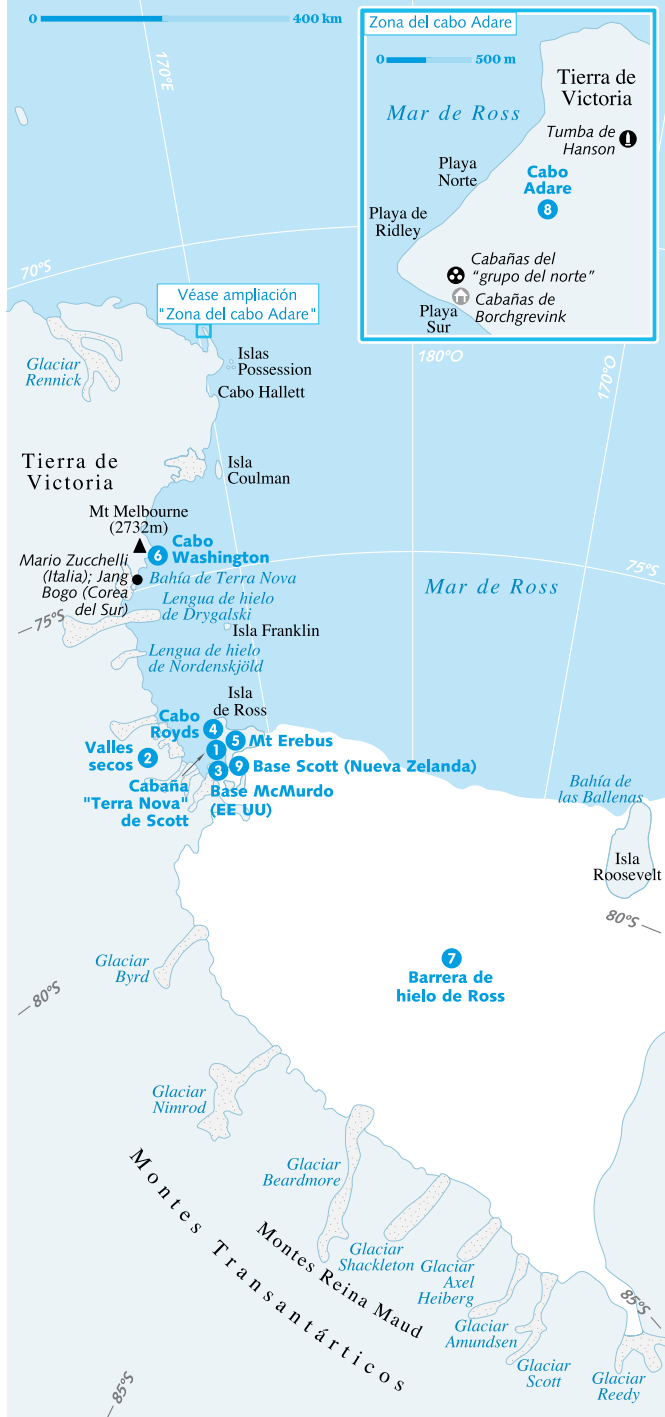 0
400 km
170°E
Zona del cabo Adare
0
500 m
Tierra de
Victoria
Mar de Ross
Tumba de
Hanson
Playa
Norte
Cabo
Adare
8
Playa de
Ridley
Cabañas del
"grupo del norte"
Cabañas de
Borchgrevink
Playa
Sur
70°S
Véase ampliación
"Zona del cabo Adare"
180°O
170°O
Glaciar
Rennick
Islas
Possession
Cabo Hallett
Tierra de
Victoria
Isla
Coulman
Mt Melbourne
(2732m)
6
Cabo
Washington
Mario Zucchelli
(Italia); Jang
Bogo (Corea
del Sur)
Bahía de Terra Nova
75°S
Mar de Ross
Lengua de hielo
de Drygalski
75°S
Isla Franklin
Lengua de hielo
de Nordenskjöld
Isla
de Ross
Cabo
Royds
4
5
Mt Erebus
Valles
secos
2
1
3
9
Base Scott (Nueva Zelanda)
Cabaña
"Terra Nova"
de Scott
Base McMurdo
(EE UU)
Bahía de
las Ballenas
Isla
Roosevelt
80°S
Glaciar
Byrd
7
Barrera de
hielo de Ross
80°S
Glaciar
Nimrod
Glaciar
Beardmore
Montes Transantárticos
Montes Reina Maud
Glaciar
Shackleton
Glaciar
Axel
Heiberg
Glaciar
Amundsen
Glaciar
Scott
85°S
Glaciar
Reedy
85°S